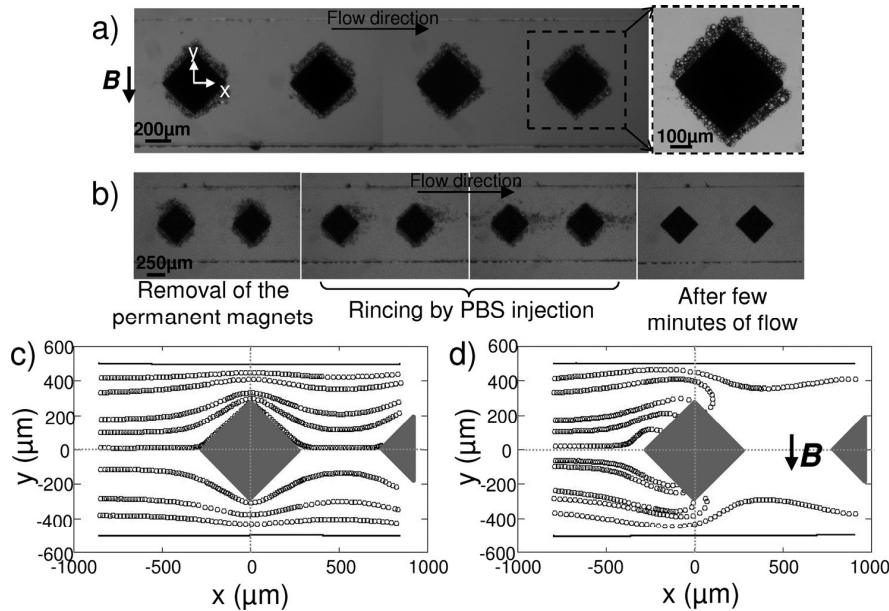 a)
Flow direction
B
y
x
200µm
100µm
b)
Flow direction
250µm
Removal of the
permanent magnets
Rincing by PBS injection
After few
minutes of flow
c)
600
400
200
0
-200
-400
-600
-1000
-500
0
500
1000
y (µm)
x (µm)
d)
600
400
200
0
-200
-400
-600
-1000
-500
0
500
1000
y (µm)
x (µm)
B